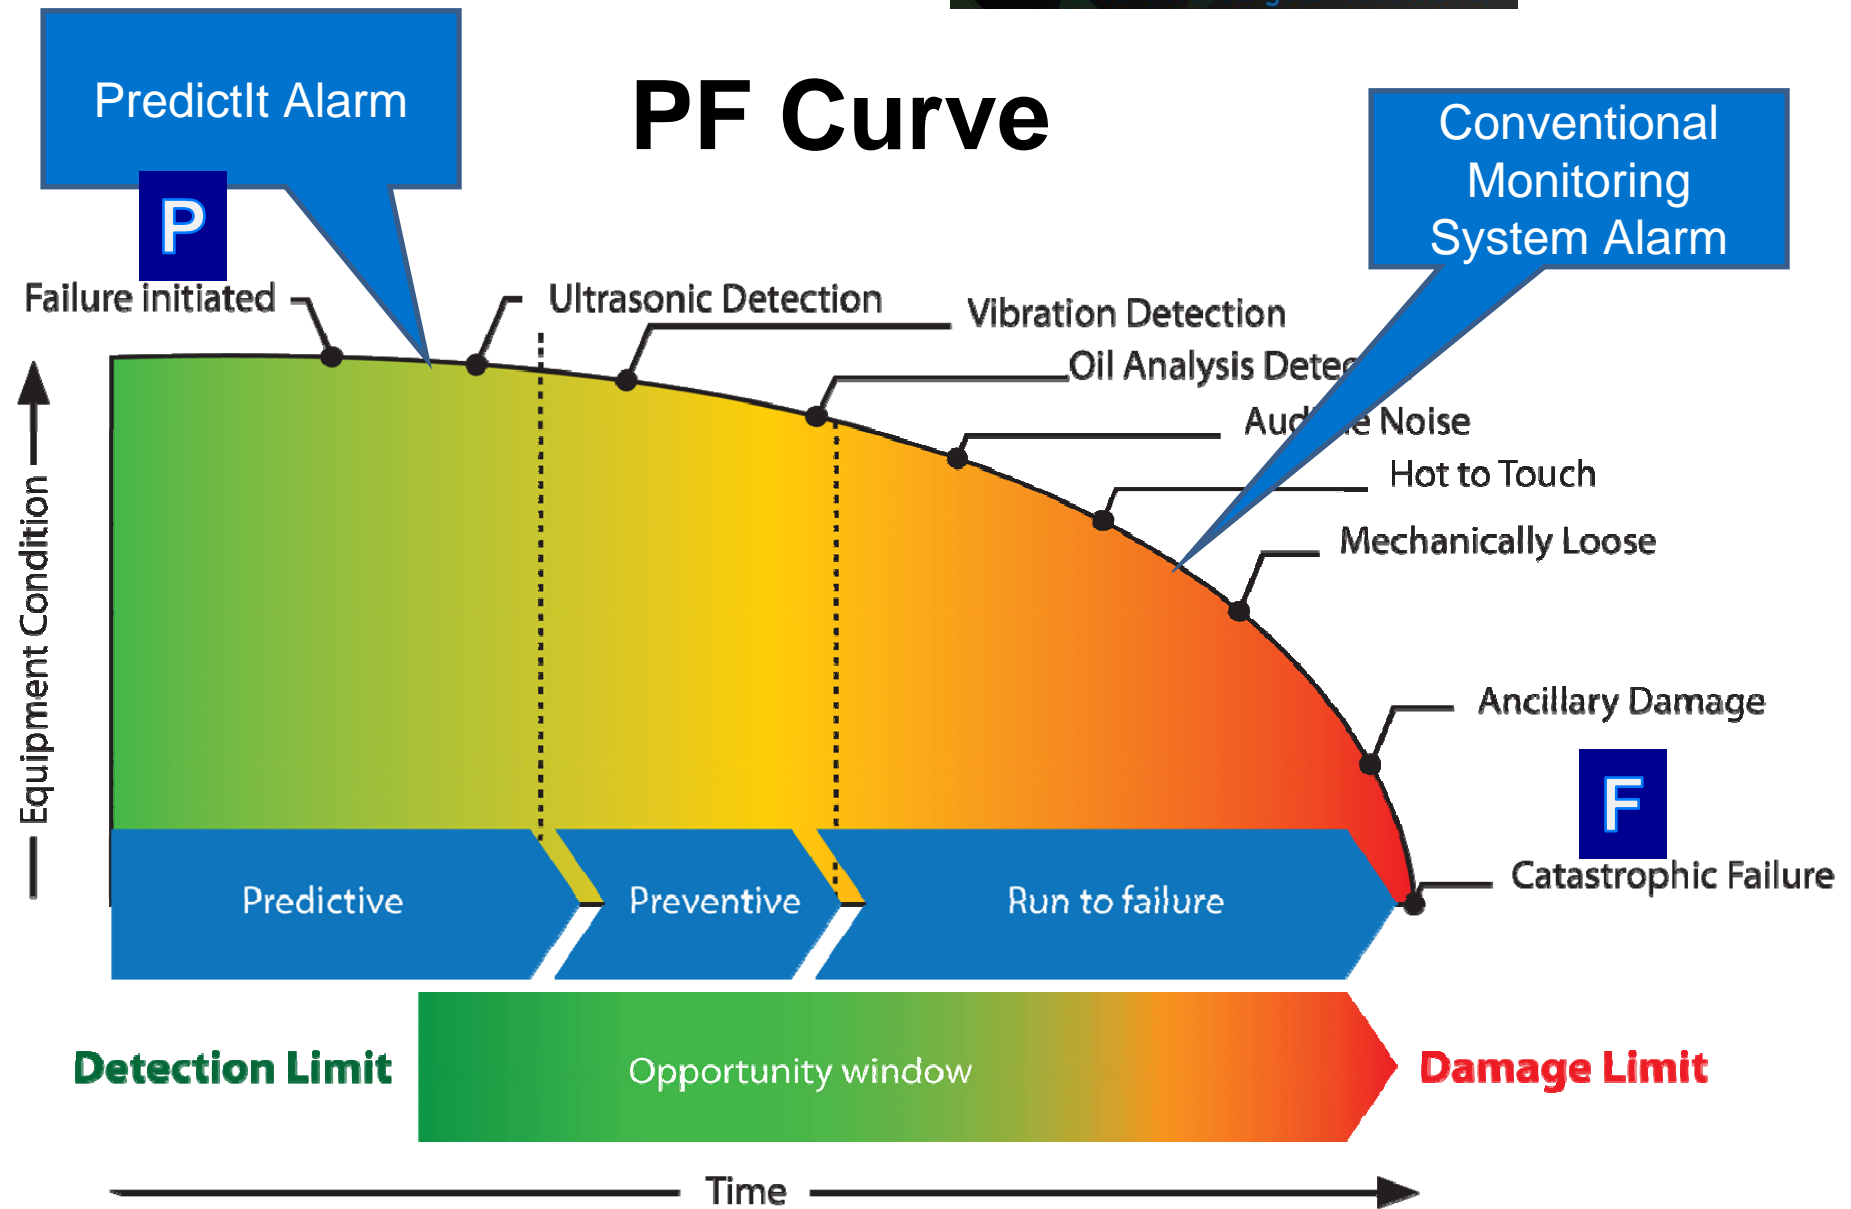 PredictIt Alarm
PF Curve
Conventional
Monitoring
System Alarm
P
Failure initiated
Ultrasonic Detection
Vibration Detection
Oil Analysis
Noise
Hot to Touch
Mechanically Loose
Ancillary Damage
F
Catastrophic Failure
Equipment Condition
Predictive
Preventive
Run to failure
Detection Limit
Opportunity window
Damage Limit
Time